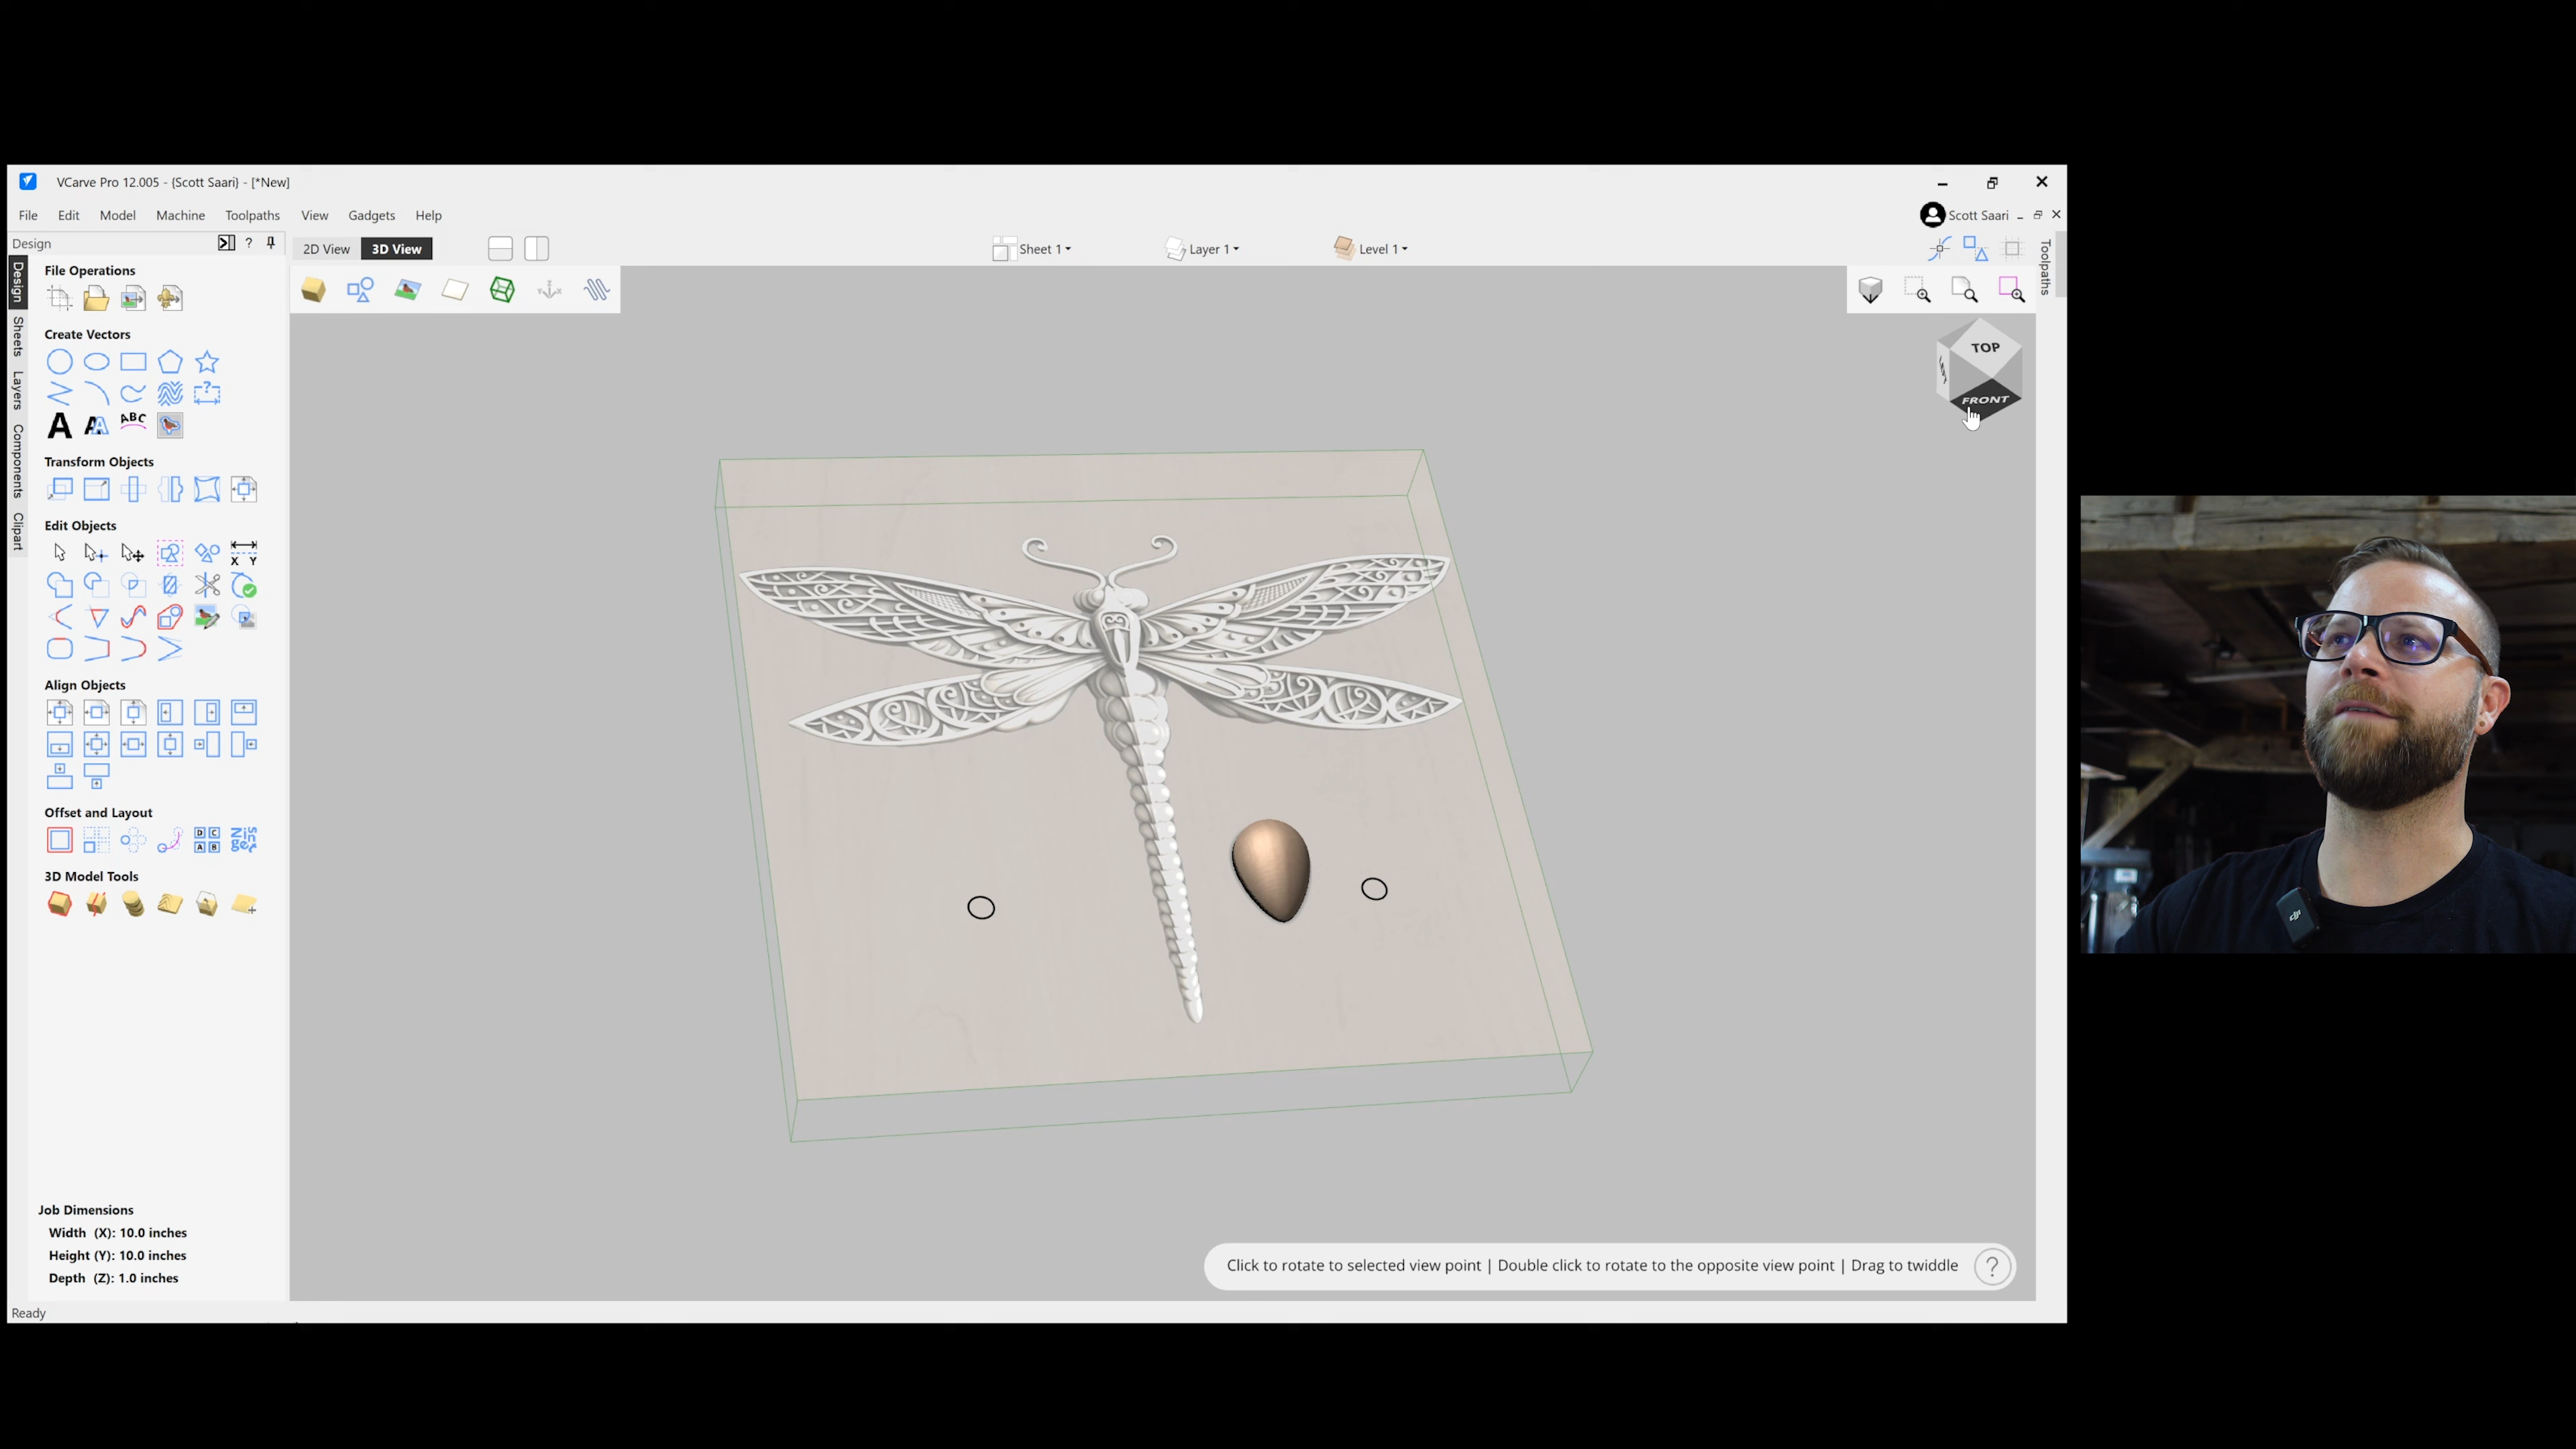 VCarve Pro 12.005 - {Scott Saari} - [*New]
File Edit Model Machine Toolpaths View Gadgets Help
Scott Saari
Design
?
2D View 3D View
Sheet 1
Layer 1
Level 1
Toolpaths
Design
Sheets
Layers
Components
Clipart
File Operations
Create Vectors
A A ABC
Transform Objects
Edit Objects
X Y
Align Objects
Offset and Layout
D C
A B
3D Model Tools
TOP
FRONT
Job Dimensions
Width (X): 10.0 inches
Height (Y): 10.0 inches
Depth (Z): 1.0 inches
Click to rotate to selected view point | Double click to rotate to the opposite view point | Drag to twiddle ?
Ready